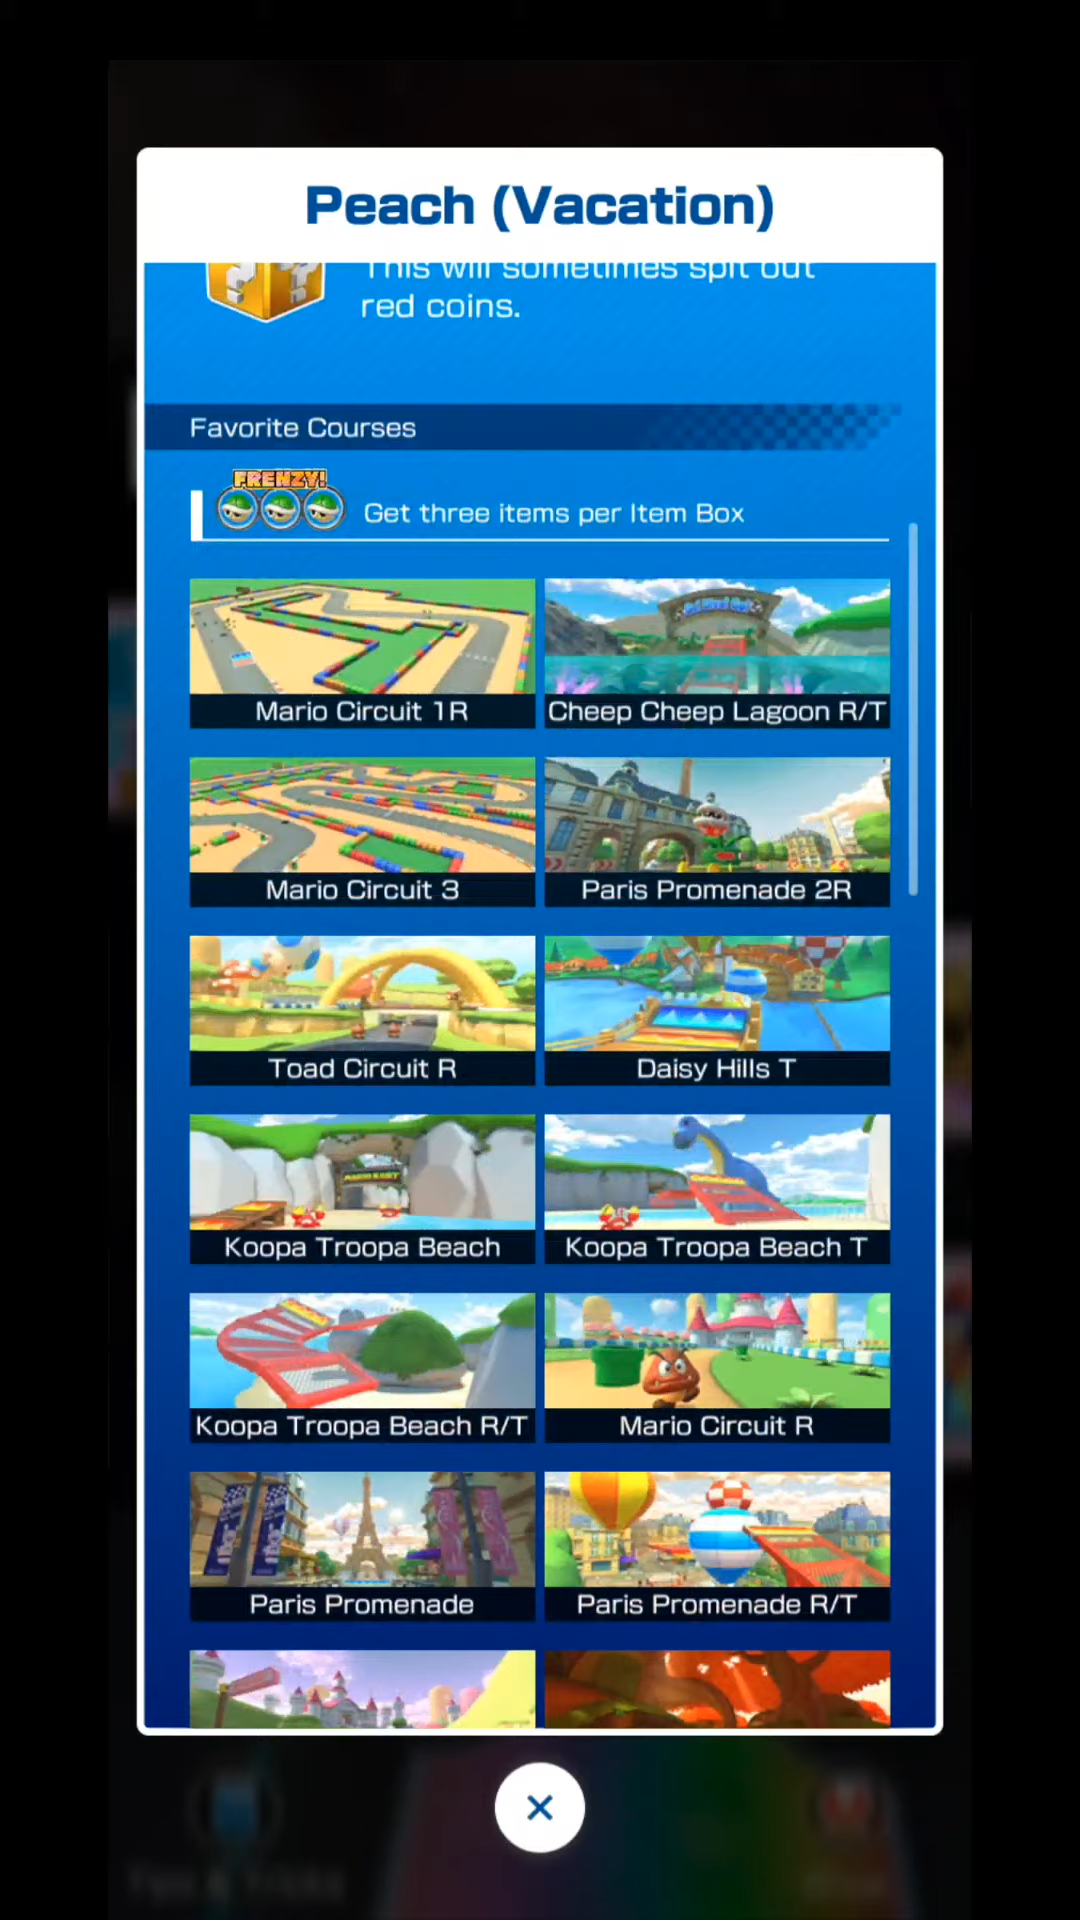 Peach (Vacation)
This will sometimes spit out
red coins.
Favorite Courses
FRENZY!
Get three items per Item Box
Mario Circuit 1R
Cheep Cheep Lagoon R/T
Mario Circuit 3
Paris Promenade 2R
Toad Circuit R
Daisy Hills T
MARIO KART
Koopa Troopa Beach
Koopa Troopa Beach T
Koopa Troopa Beach R/T
Mario Circuit R
Paris Promenade
Paris Promenade R/T